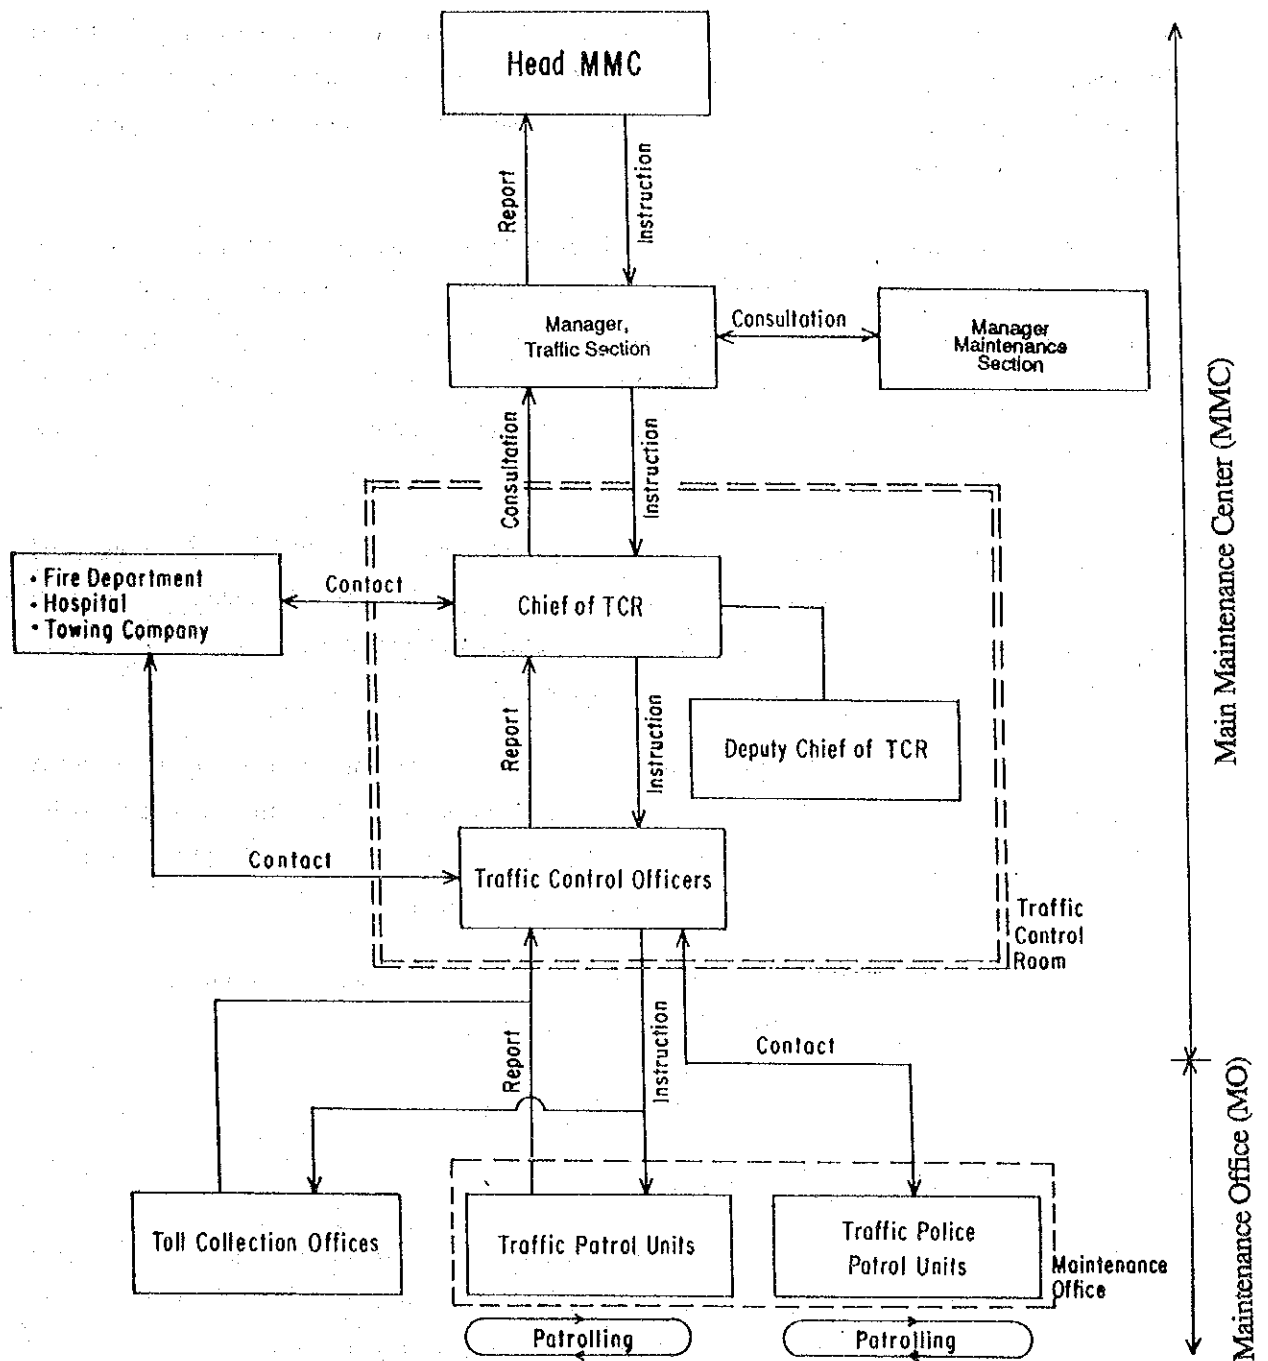 Head MMC
Report
Instruction
Manager,
Traffic Section
Consultation
Manager
Maintenance
Section
Consultation
Instruction
• Fire Department
• Hospital
• Towing Company
Contact
Chief of TCR
Report
Instruction
Deputy Chief of TCR
Contact
Traffic Control Officers
Traffic
Control
Room
Report
Instruction
Contact
Toll Collection Offices
Traffic Patrol Units
Traffic Police
Patrol Units
Maintenance
Office
Patrolling
Patrolling
Main Maintenance Center (MMC)
Maintenance Office (MO)